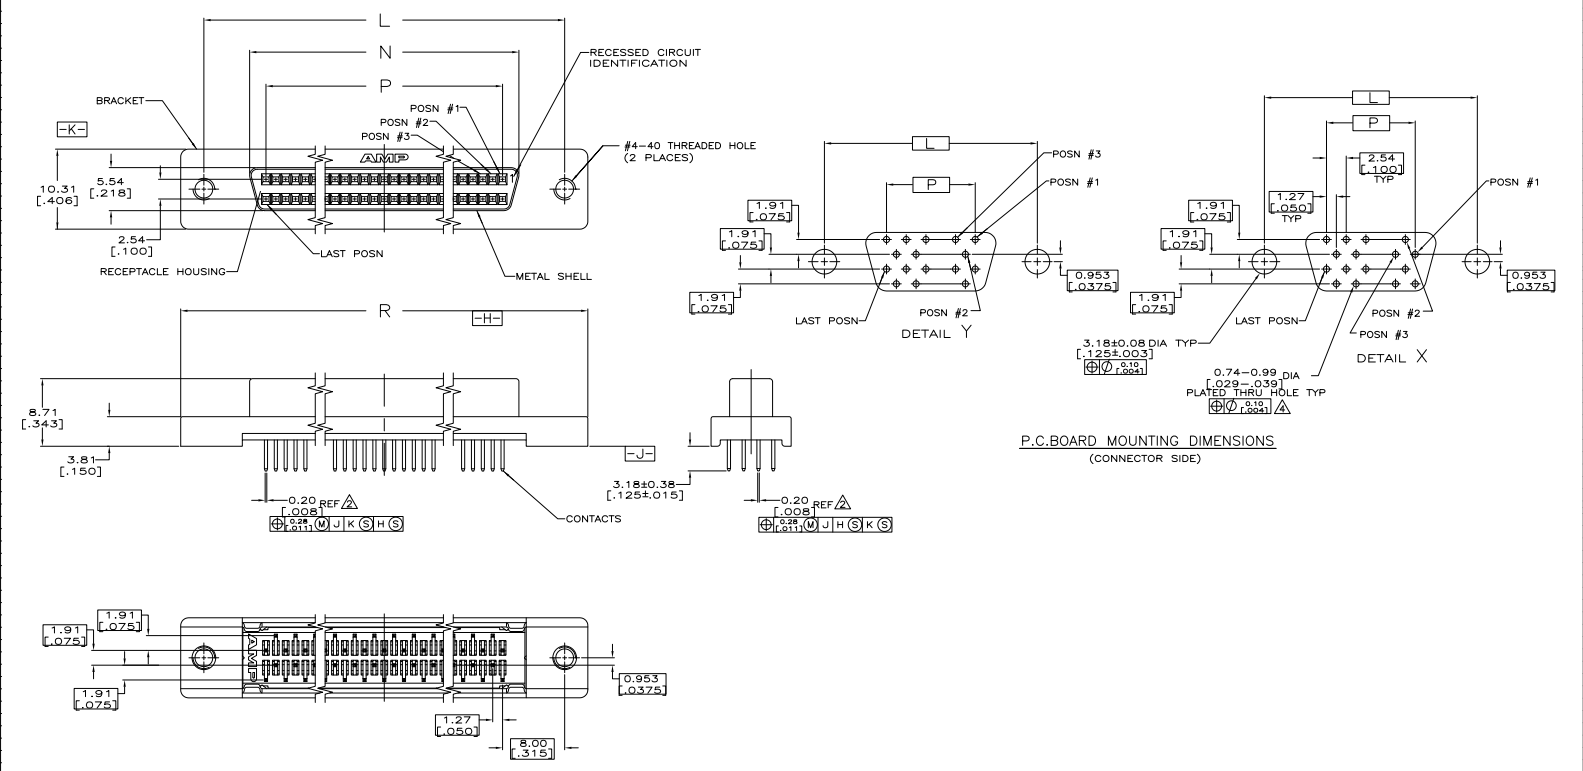 L
N
P
RECESSED CIRCUIT
IDENTIFICATION
BRACKET
POSN #1
POSN #2
POSN #3
-K-
AMP
#4-40 THREADED HOLE
(2 PLACES)
1
10.31
[.406]
5.54
[.218]
2.54
[.100]
LAST POSN
RECEPTACLE HOUSING
METAL SHELL
R
-H-
8.71
[.343]
3.81
[.150]
-J-
0.20 REF 2
[.008]
0.28
[.011] M J K S H S
CONTACTS
3.18±0.38
[.125±.015]
0.20 REF 2
[.008]
0.28
[.011] M J H S K S
L
P
POSN #3
POSN #1
1.91
[.075]
1.91
[.075]
1.91
[.075]
0.953
[.0375]
LAST POSN
POSN #2
DETAIL Y
L
P
2.54
[.100]
TYP
1.27
[.050]
TYP
POSN #1
1.91
[.075]
1.91
[.075]
1.91
[.075]
0.953
[.0375]
LAST POSN
POSN #2
POSN #3
DETAIL X
3.18±0.08 DIA TYP
[.125±.003]
0.10
[.004]
0.74-0.99 DIA
[.029-.039]
PLATED THRU HOLE TYP
0.10
[.004] 4
P.C.BOARD MOUNTING DIMENSIONS
(CONNECTOR SIDE)
1.91
[.075]
1.91
[.075]
1.91
[.075]
AMP
0.953
[.0375]
1.27
[.050]
8.00
[.315]